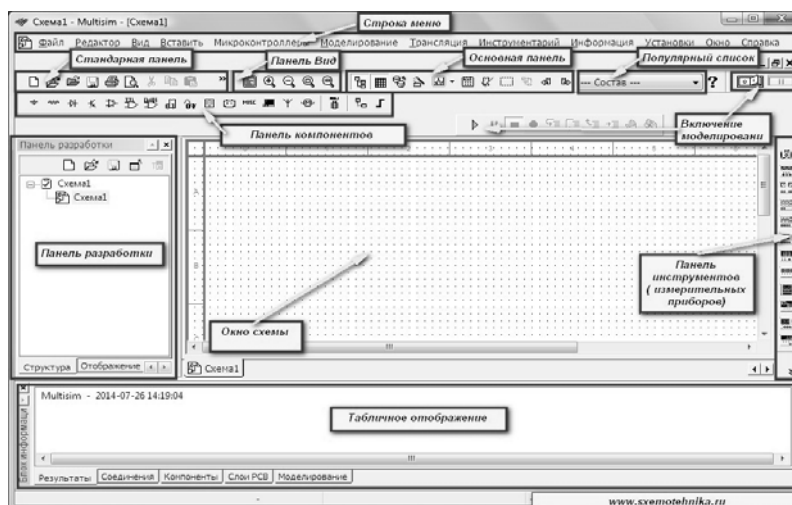 Схема1 - Multisim - [Схема1]
Строка меню
Файл Редактор Вид Вставить Микроконтроллеры Моделирование Трансляция Инструментарий Информация Установки Окно Справка
Стандарная панель
Панель Вид
Основная панель
Популярный список
--- Состав ---
?
Панель компонентов
Включение
моделировани
Панель разработки
Схема1
Схема1
Панель разработки
A
B
Окно схемы
Панель
инструментов
( измерительных
приборов)
Структура Отображение
Схема1
Multisim - 2014-07-26 14:19:04
Табличное отображение
Блок информаци
Результаты Соединения Компоненты Слои PCB Моделирование
www.sxemotehnika.ru